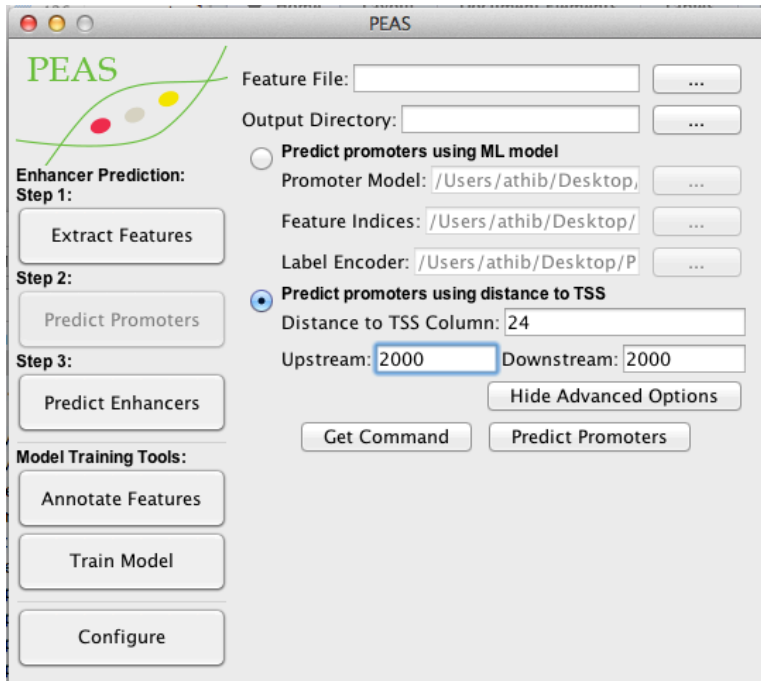 PEAS
PEAS
Enhancer Prediction:
Step 1:
Extract Features
Step 2:
Predict Promoters
Step 3:
Predict Enhancers
Model Training Tools:
Annotate Features
Train Model
Configure
Feature File: ...
Output Directory: ...
Predict promoters using ML model
Promoter Model: /Users/athib/Desktop, ...
Feature Indices: /Users/athib/Desktop/ ...
Label Encoder: /Users/athib/Desktop/P ...
Predict promoters using distance to TSS
Distance to TSS Column: 24
Upstream: 2000 Downstream: 2000
Hide Advanced Options
Get Command Predict Promoters